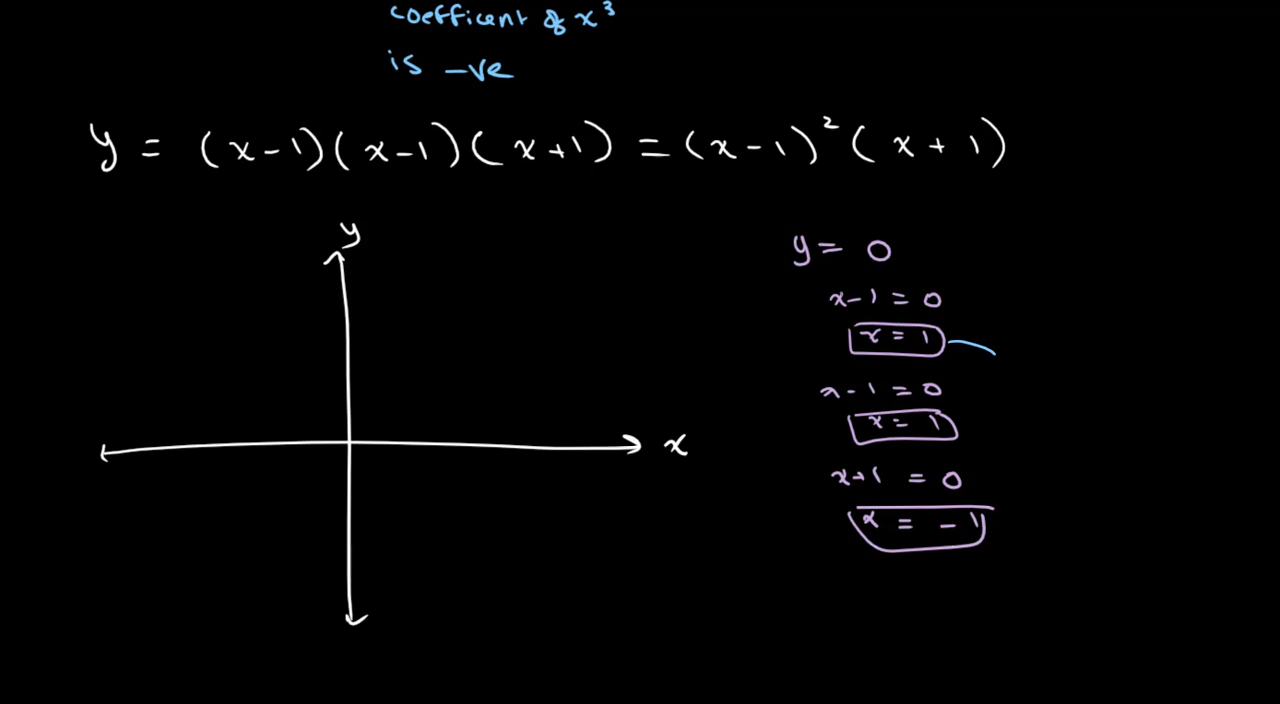 coefficent of x³
is -ve
y = (x-1)(x-1)(x+1) = (x-1)²(x+1)
y
x
y = 0
x-1 = 0
x = 1
x-1 = 0
x = 1
x+1 = 0
x = -1